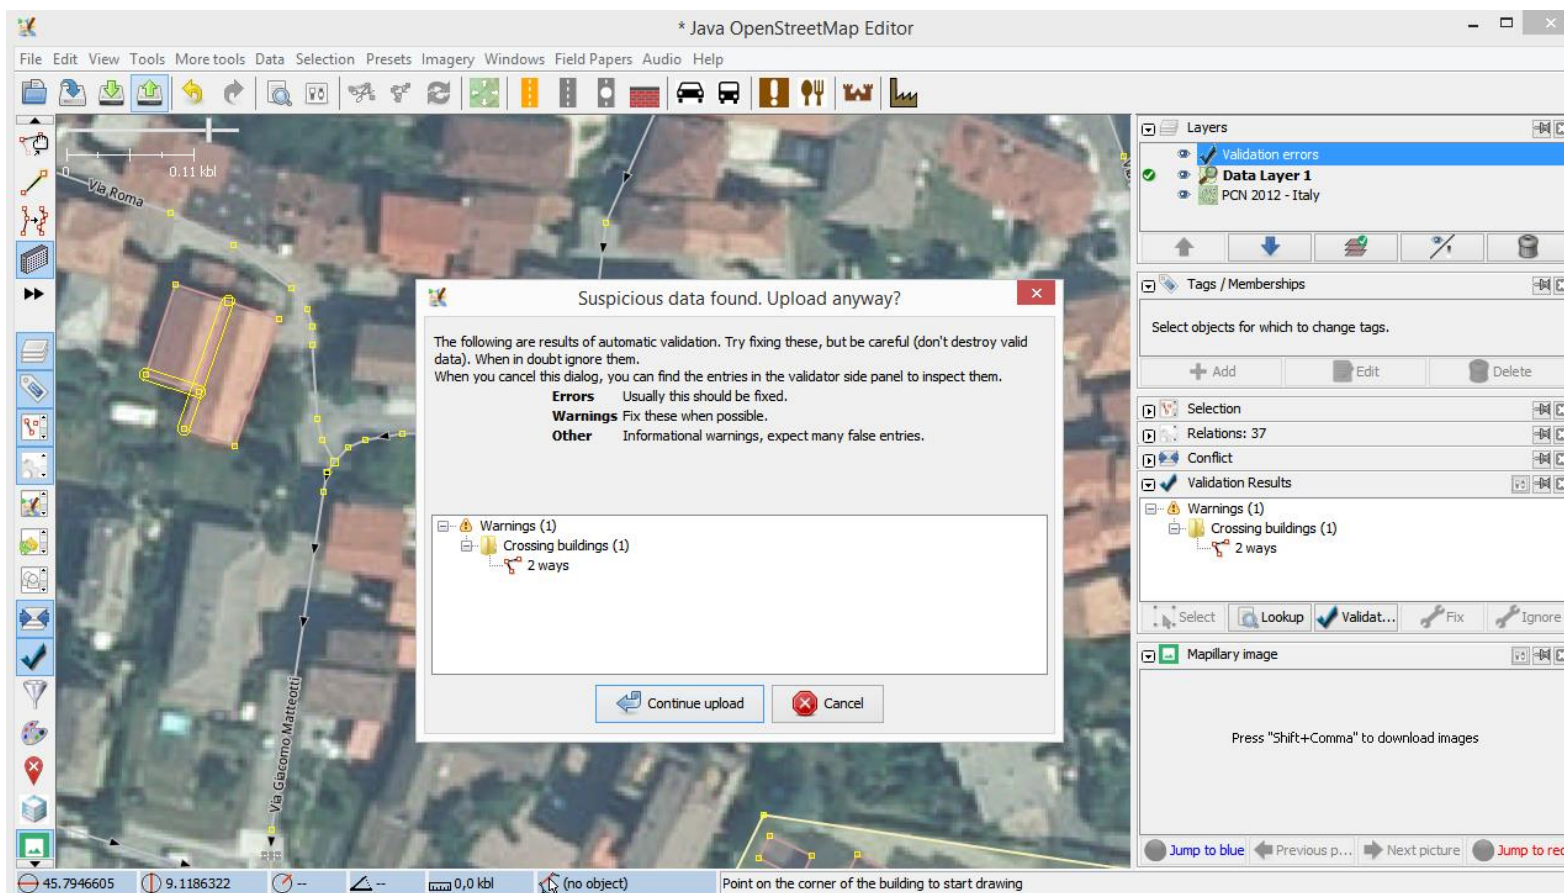 * Java OpenStreetMap Editor
File Edit View Tools More tools Data Selection Presets Imagery Windows Field Papers Audio Help
0 0.11 kbl
Via Roma
Via Giacomo Matteotti
Suspicious data found. Upload anyway?
The following are results of automatic validation. Try fixing these, but be careful (don't destroy valid
data). When in doubt ignore them.
When you cancel this dialog, you can find the entries in the validator side panel to inspect them.
Errors Usually this should be fixed.
Warnings Fix these when possible.
Other Informational warnings, expect many false entries.
Warnings (1)
Crossing buildings (1)
2 ways
Continue upload Cancel
Layers
Validation errors
Data Layer 1
PCN 2012 - Italy
Tags / Memberships
Select objects for which to change tags.
Add Edit Delete
Selection
Relations: 37
Conflict
Validation Results
Warnings (1)
Crossing buildings (1)
2 ways
Select Lookup Validat... Fix Ignore
Mapillary image
Press "Shift+Comma" to download images
Jump to blue Previous p... Next picture Jump to red
45.7946605 9.1186322 -- -- 0,0 kbl (no object) Point on the corner of the building to start drawing